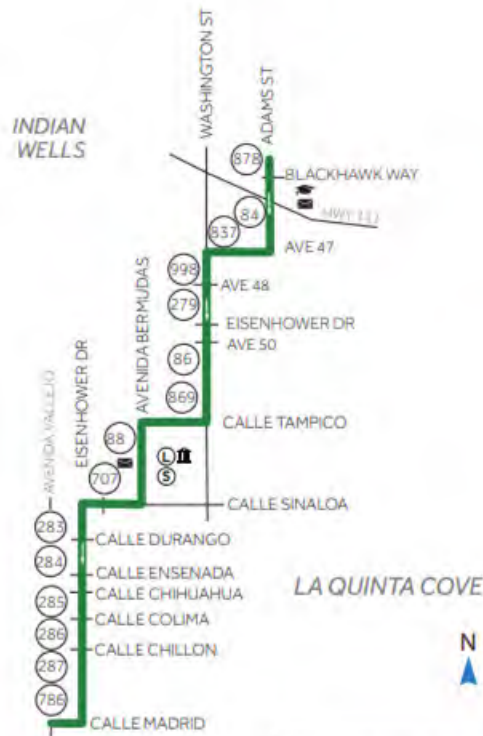 WASHINGTON ST
ADAMS ST
INDIAN
WELLS
878
BLACKHAWK WAY
84
HWY 111
837
AVE 47
AVENIDA BERMUDAS
998
AVE 48
279
EISENHOWER DR
AVE 50
86
869
EISENHOWER DR
AVENIDA VALLEJO
CALLE TAMPICO
88
L
S
707
CALLE SINALOA
283
CALLE DURANGO
284
CALLE ENSENADA
LA QUINTA COVE
285
CALLE CHIHUAHUA
286
CALLE COLIMA
N
287
CALLE CHILLON
786
CALLE MADRID